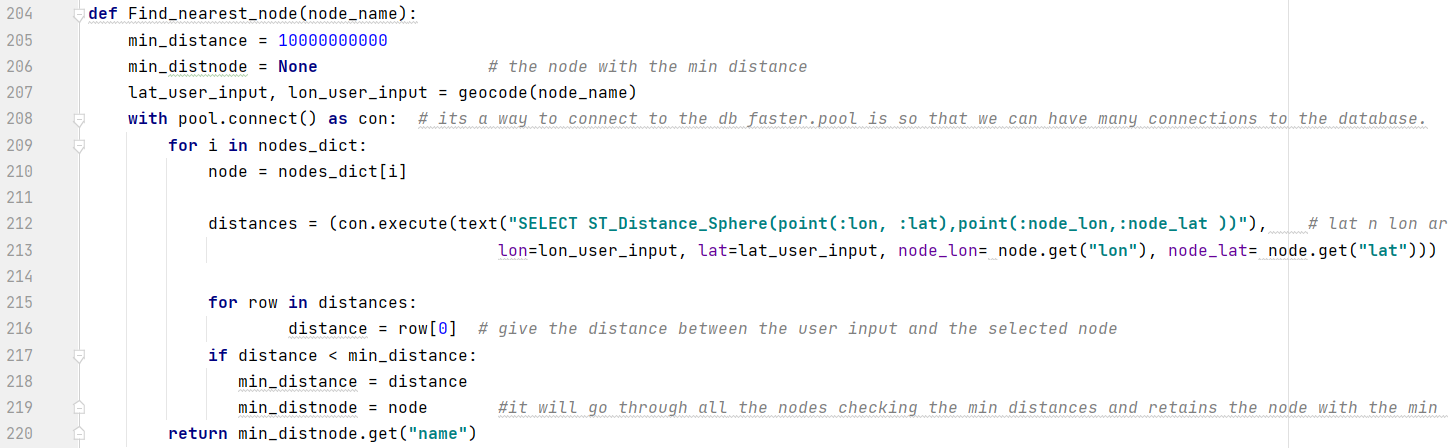 204 def Find_nearest_node(node_name):
205 min_distance = 10000000000
206 min_distnode = None # the node with the min distance
207 lat_user_input, lon_user_input = geocode(node_name)
208 with pool.connect() as con: # its a way to connect to the db faster.pool is so that we can have many connections to the database.
209 for i in nodes_dict:
210 node = nodes_dict[i]
211
212 distances = (con.execute(text("SELECT ST_Distance_Sphere(point(:lon, :lat),point(:node_lon,:node_lat ))"), # lat n lon ar
213 lon=lon_user_input, lat=lat_user_input, node_lon= node.get("lon"), node_lat= node.get("lat")))
214
215 for row in distances:
216 distance = row[0] # give the distance between the user input and the selected node
217 if distance < min_distance:
218 min_distance = distance
219 min_distnode = node #it will go through all the nodes checking the min distances and retains the node with the min
220 return min_distnode.get("name")